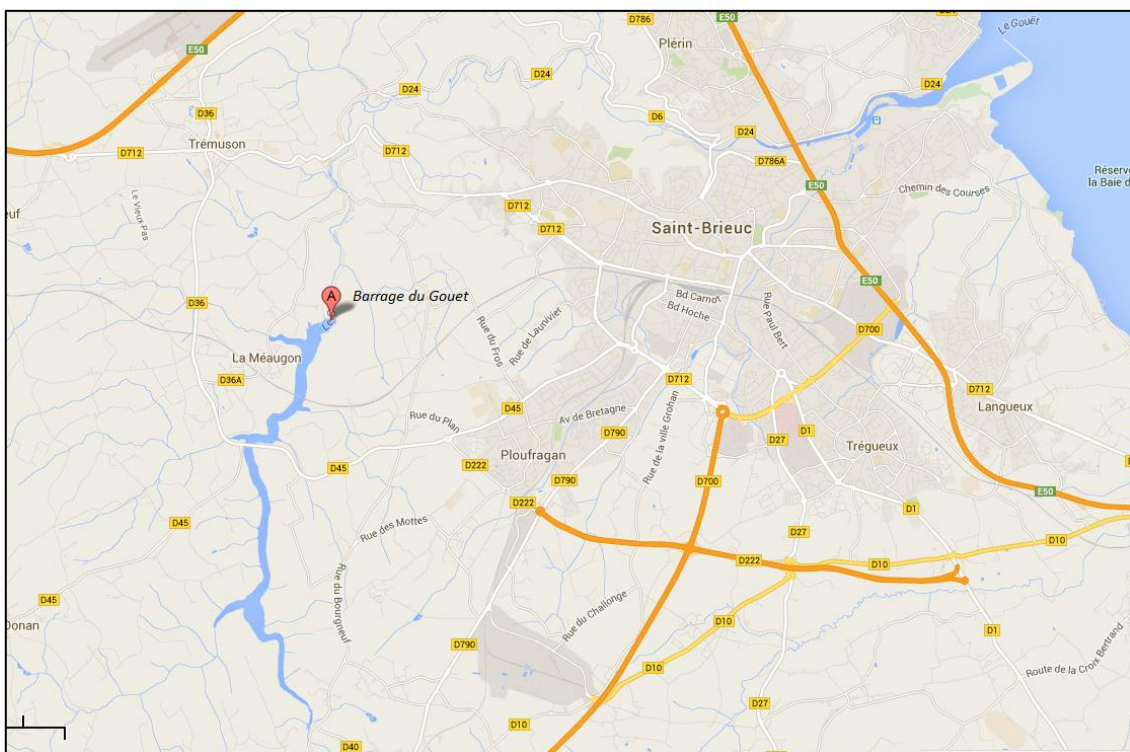 D786
D24
Le Gouët
E50
E50
Plérin
D24
D24
D24
D36
D6
D24
Trémuson
D712
D712
D786A
E50
Réserve
la Baie d
Chemin des Courses
Le Vieux Pas
D712
D712
Saint-Brieuc
euf
E50
D36
Barrage du Gouet
A
Le
Bd Carnot
Bd Hoche
Rue Paul Bert
Rue du Fros
Rue de Launivier
D700
La Méaugon
D36A
D712
D712
Langueux
D45
Rue du Plan
Av de Bretagne
D790
Rue de la ville Grohan
D1
D27
Trégueux
D45
D222
Ploufragan
D790
D700
E50
D222
D1
D45
Rue des Mottes
D27
D10
D222
D10
D45
Rue du Bourgneuf
Rue du Challonge
D10
Donan
D1
D790
D10
Route de la Croix Bertrand
D27
D10
D40